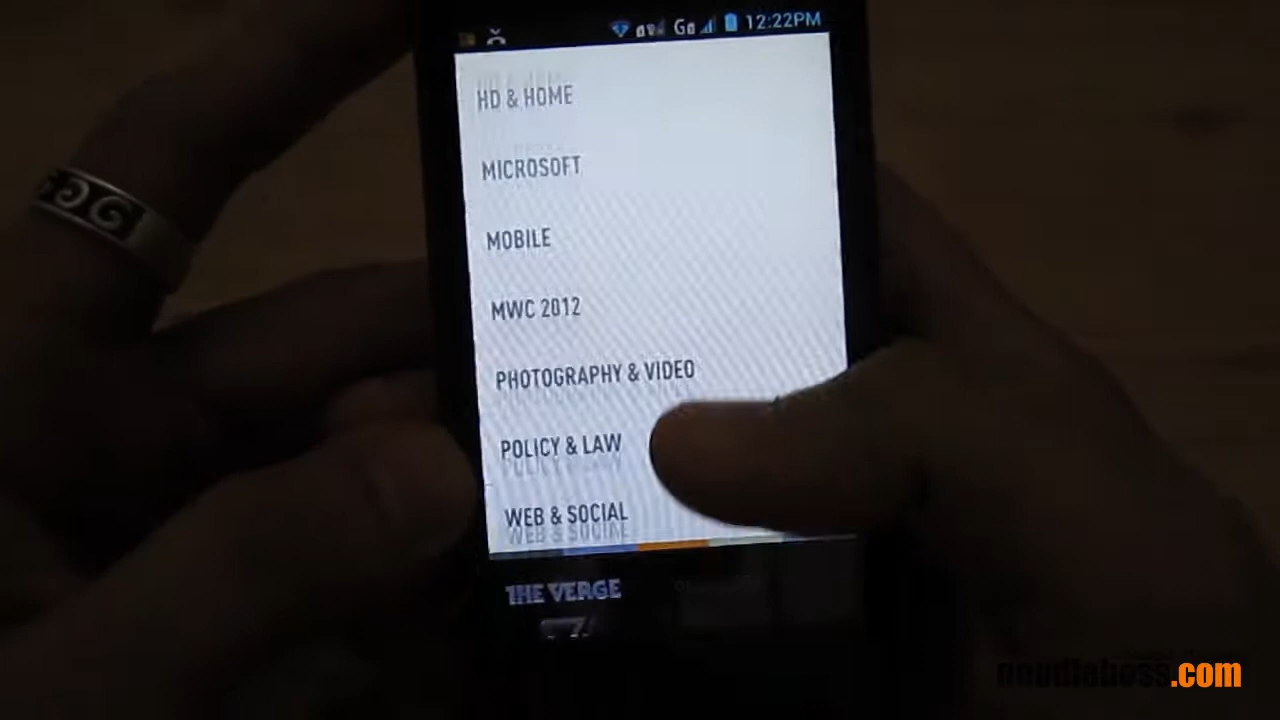 12:22PM
HD & HOME
MICROSOFT
MOBILE
MWC 2012
PHOTOGRAPHY & VIDEO
POLICY & LAW
WEB & SOCIAL
THE VERGE
.com